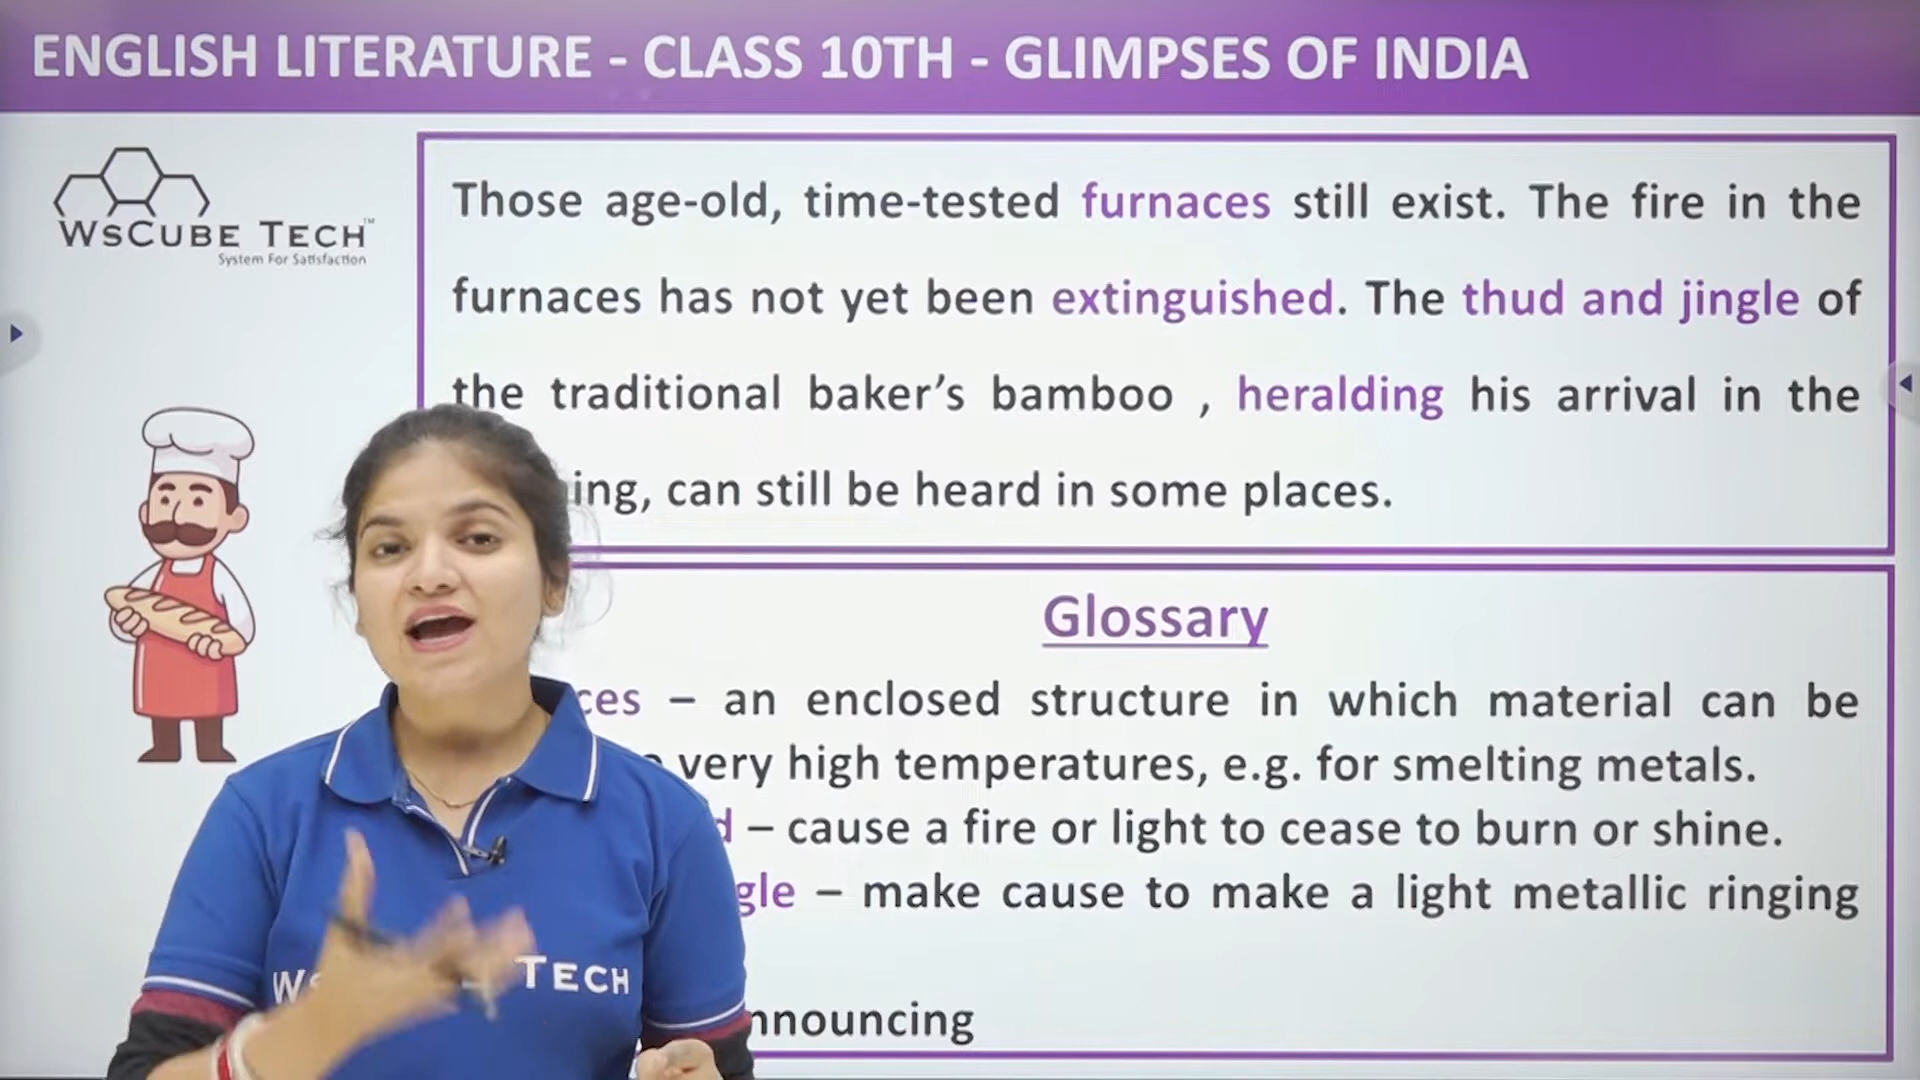 ENGLISH LITERATURE - CLASS 10TH - GLIMPSES OF INDIA
WSCUBE TECH™
System For Satisfaction
Those age-old, time-tested furnaces still exist. The fire in the
furnaces has not yet been extinguished. The thud and jingle of
the traditional baker’s bamboo , heralding his arrival in the
ing, can still be heard in some places.
Glossary
ces – an enclosed structure in which material can be
very high temperatures, e.g. for smelting metals.
d – cause a fire or light to cease to burn or shine.
gle – make cause to make a light metallic ringing
nnouncing
TECH